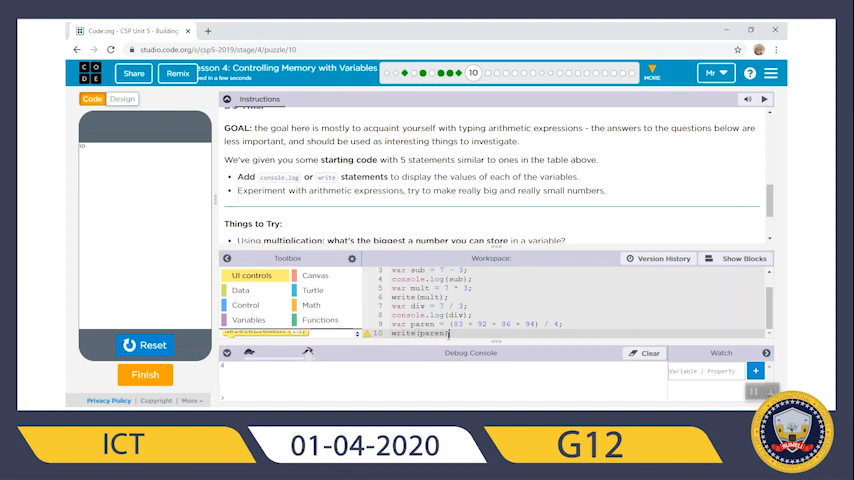 Code.org - CSP Unit 5 - Building
studio.code.org/s/csp5-2019/stage/4/puzzle/10
CODE
Share
Remix
Lesson 4: Controlling Memory with Variables
in a few seconds
10
MORE
Mr
Code
Design
Instructions
GOAL: the goal here is mostly to acquaint yourself with typing arithmetic expressions - the answers to the questions below are
less important, and should be used as interesting things to investigate.
We've given you some starting code with 5 statements similar to ones in the table above.
• Add console.log or write statements to display the values of each of the variables.
• Experiment with arithmetic expressions, try to make really big and really small numbers.
Things to Try:
• Using multiplication: what's the biggest a number you can store in a variable?
10
Toolbox
Workspace:
Version History
Show Blocks
UI controls
Canvas
Data
Turtle
Control
Math
Variables
Functions
3 var sub = 7 - 3;
4 console.log(sub);
5 var mult = 7 * 3;
6 write(mult);
7 var div = 7 / 3;
8 console.log(div);
9 var paren = (83 + 92 + 86 + 94) / 4;
10 write(paren)
Reset
Finish
Debug Console
Clear
Watch
4
>
Variable / Property
+
Privacy Policy | Copyright | More
ICT
01-04-2020
G12